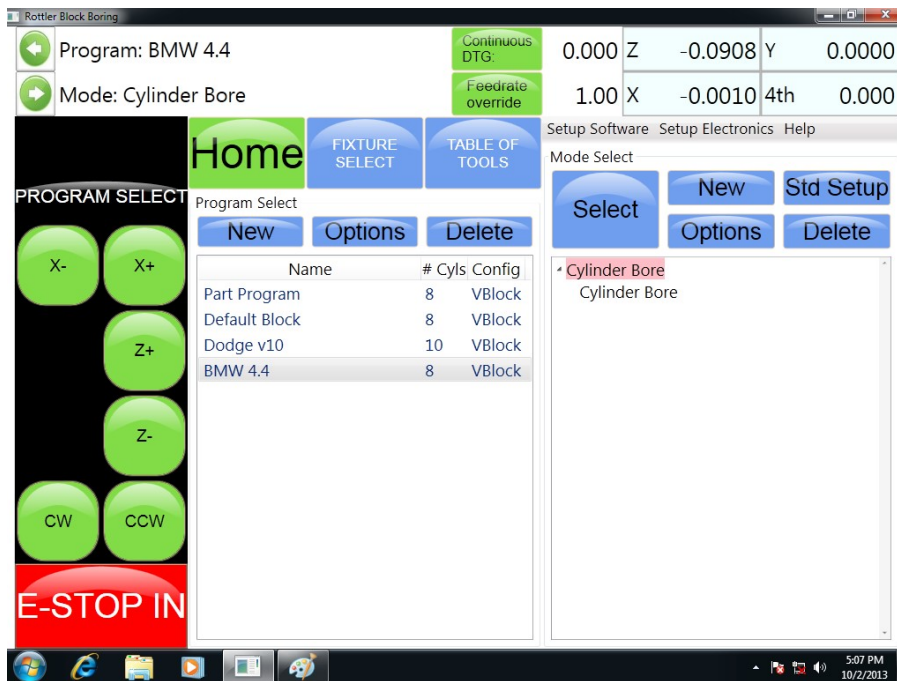 Rottler Block Boring
Program: BMW 4.4
Continuous DTG:
0.000
Z -0.0908
Y 0.0000
Mode: Cylinder Bore
Feedrate override
1.00
X -0.0010
4th 0.000
PROGRAM SELECT
X-
X+
Z+
Z-
CW
CCW
E-STOP IN
Home
FIXTURE SELECT
TABLE OF TOOLS
Program Select
New
Options
Delete
Name # Cyls Config
Part Program 8 VBlock
Default Block 8 VBlock
Dodge v10 10 VBlock
BMW 4.4 8 VBlock
Setup Software Setup Electronics Help
Mode Select
Select
New
Std Setup
Options
Delete
Cylinder Bore
Cylinder Bore
5:07 PM
10/2/2013